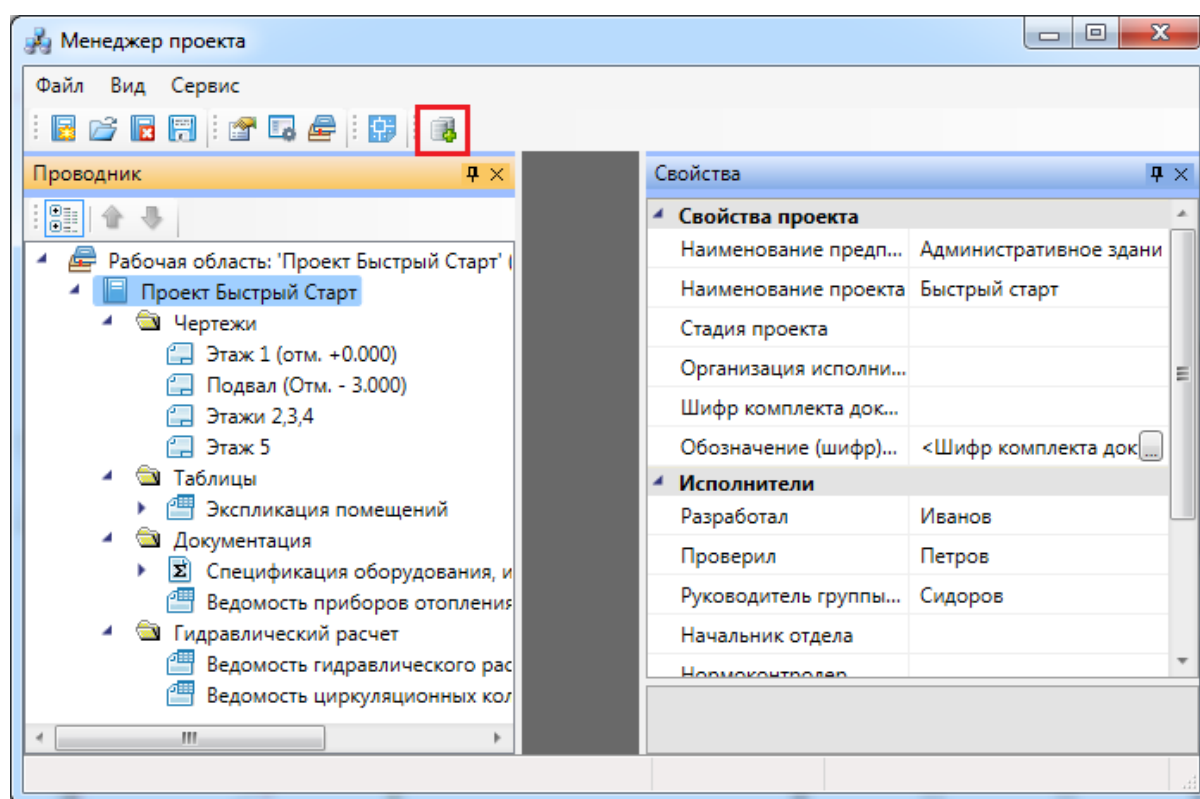 Менеджер проекта
Файл Вид Сервис
Проводник
Рабочая область: 'Проект Быстрый Старт' (
Проект Быстрый Старт
Чертежи
Этаж 1 (отм. +0.000)
Подвал (Отм. - 3.000)
Этажи 2,3,4
Этаж 5
Таблицы
Экспликация помещений
Документация
Спецификация оборудования, и
Ведомость приборов отопления
Гидравлический расчет
Ведомость гидравлического рас
Ведомость циркуляционных кол
Свойства
Свойства проекта
Наименование предп... Административное здани
Наименование проекта Быстрый старт
Стадия проекта
Организация исполни...
Шифр комплекта док...
Обозначение (шифр)... <Шифр комплекта док ...
Исполнители
Разработал Иванов
Проверил Петров
Руководитель группы... Сидоров
Начальник отдела
Нормоконтролер